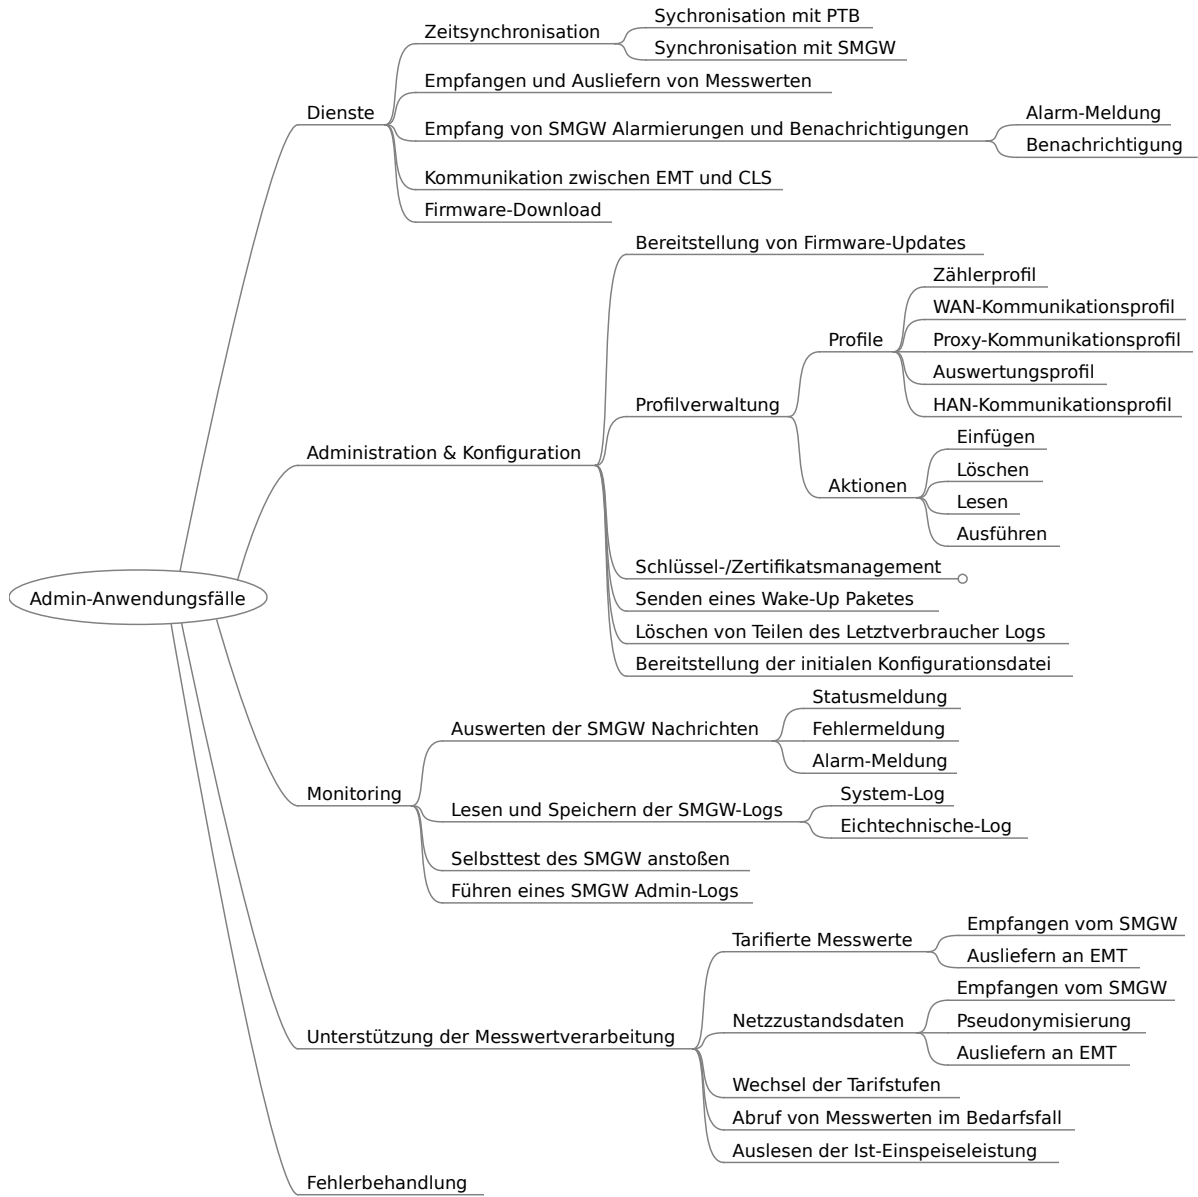 Admin-Anwendungsfälle
Dienste
Zeitsynchronisation
Sychronisation mit PTB
Synchronisation mit SMGW
Empfangen und Ausliefern von Messwerten
Empfang von SMGW Alarmierungen und Benachrichtigungen
Alarm-Meldung
Benachrichtigung
Kommunikation zwischen EMT und CLS
Firmware-Download
Administration & Konfiguration
Bereitstellung von Firmware-Updates
Profilverwaltung
Profile
Zählerprofil
WAN-Kommunikationsprofil
Proxy-Kommunikationsprofil
Auswertungsprofil
HAN-Kommunikationsprofil
Aktionen
Einfügen
Löschen
Lesen
Ausführen
Schlüssel-/Zertifikatsmanagement
Senden eines Wake-Up Paketes
Löschen von Teilen des Letztverbraucher Logs
Bereitstellung der initialen Konfigurationsdatei
Monitoring
Auswerten der SMGW Nachrichten
Statusmeldung
Fehlermeldung
Alarm-Meldung
Lesen und Speichern der SMGW-Logs
System-Log
Eichtechnische-Log
Selbsttest des SMGW anstoßen
Führen eines SMGW Admin-Logs
Unterstützung der Messwertverarbeitung
Tarifierte Messwerte
Empfangen vom SMGW
Ausliefern an EMT
Netzzustandsdaten
Empfangen vom SMGW
Pseudonymisierung
Ausliefern an EMT
Wechsel der Tarifstufen
Abruf von Messwerten im Bedarfsfall
Auslesen der Ist-Einspeiseleistung
Fehlerbehandlung